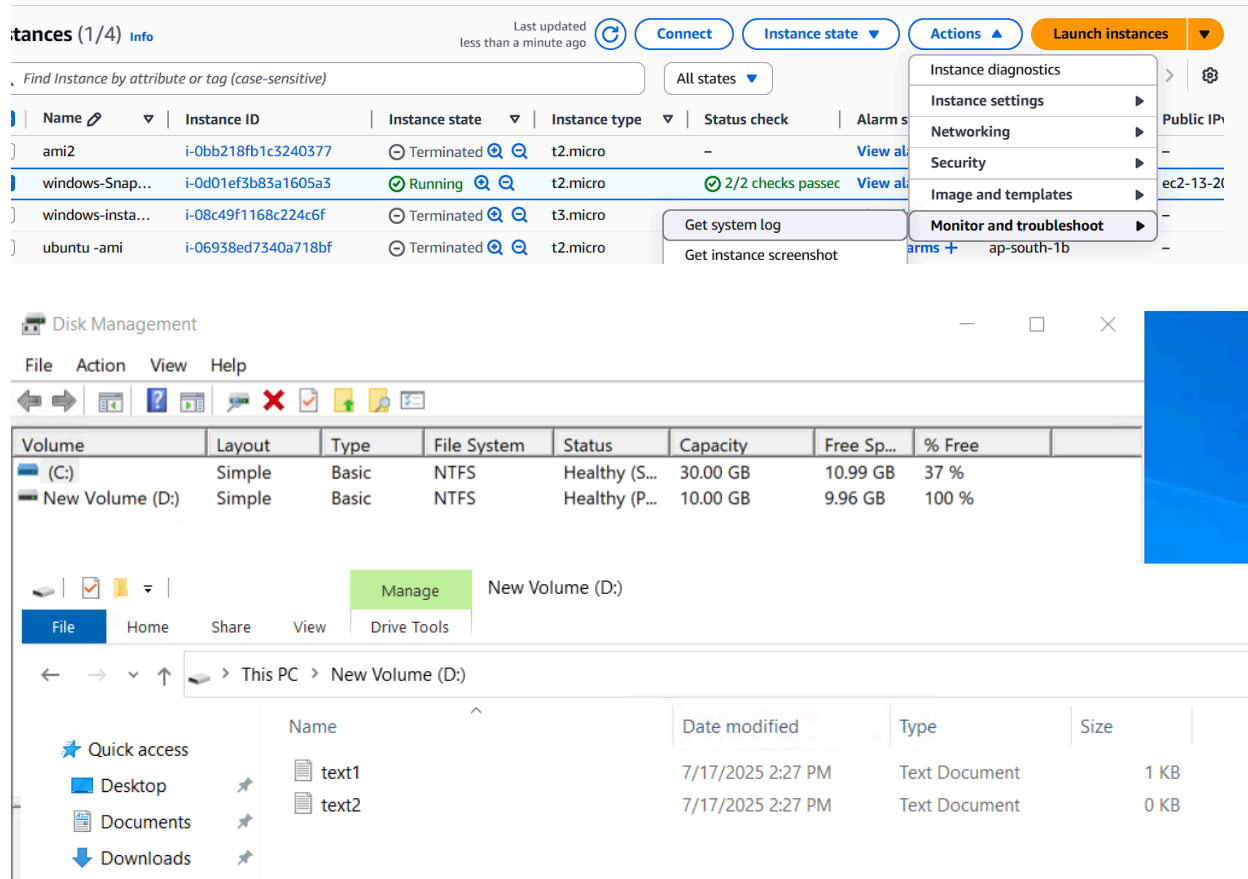 stances (1/4) Info
Last updated
less than a minute ago
Connect
Instance state
Actions
Launch instances
Find Instance by attribute or tag (case-sensitive)
All states
Instance diagnostics
Instance settings
Networking
Security
Image and templates
Monitor and troubleshoot
Get system log
Get instance screenshot
Name Instance ID Instance state Instance type Status check Alarm s Public IPv
ami2 i-0bb218fb1c3240377 Terminated t2.micro – View ala –
windows-Snap... i-0d01ef3b83a1605a3 Running t2.micro 2/2 checks passec View ala ec2-13-20
windows-insta... i-08c49f1168c224c6f Terminated t3.micro –
ubuntu -ami i-06938ed7340a718bf Terminated t2.micro arms + ap-south-1b –
Disk Management
File Action View Help
Volume Layout Type File System Status Capacity Free Sp... % Free
(C:) Simple Basic NTFS Healthy (S... 30.00 GB 10.99 GB 37 %
New Volume (D:) Simple Basic NTFS Healthy (P... 10.00 GB 9.96 GB 100 %
Manage New Volume (D:)
File Home Share View Drive Tools
This PC > New Volume (D:)
Name Date modified Type Size
Quick access
Desktop
Documents
Downloads
text1 7/17/2025 2:27 PM Text Document 1 KB
text2 7/17/2025 2:27 PM Text Document 0 KB